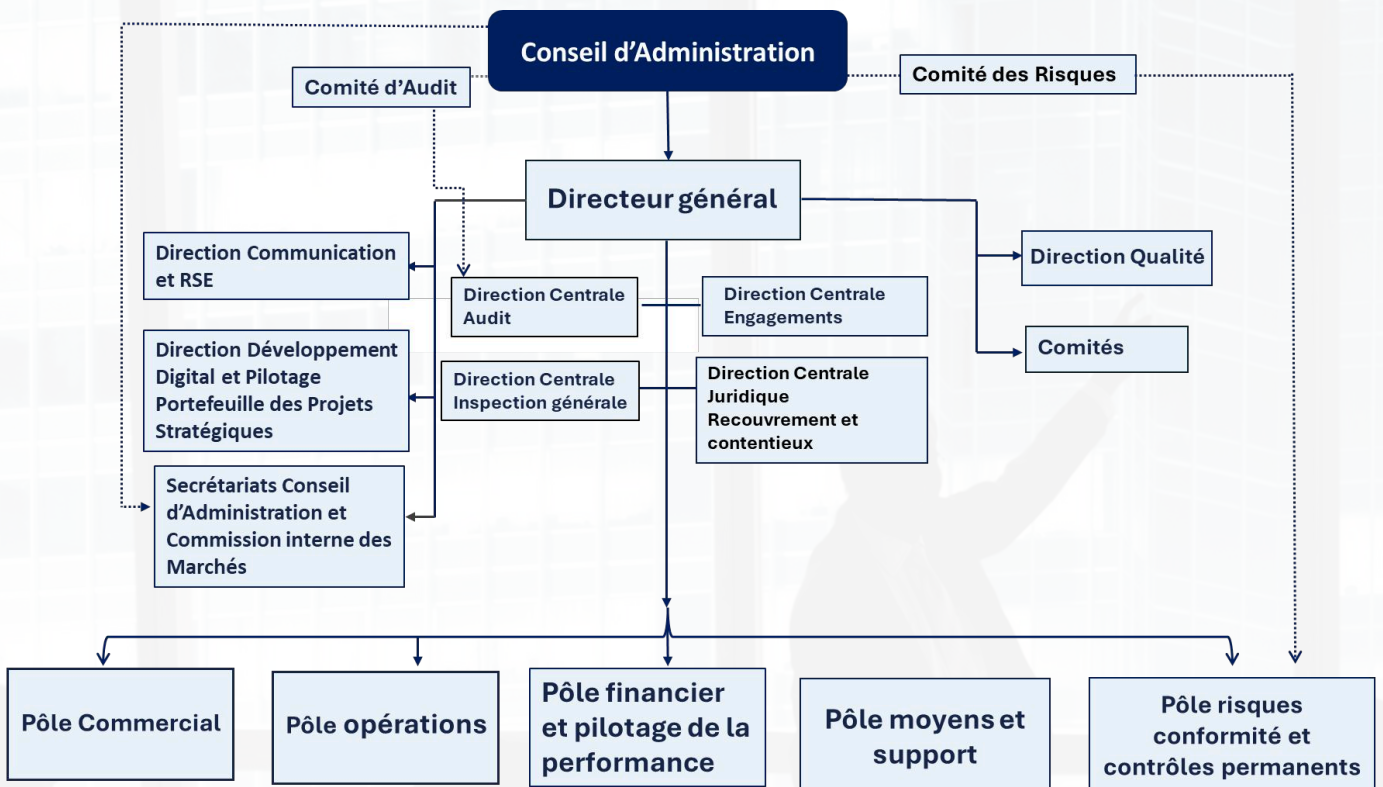 Conseil d’Administration
Comité d’Audit
Comité des Risques
Directeur général
Direction Communication
et RSE
Direction Qualité
Direction Centrale
Audit
Direction Centrale
Engagements
Direction Développement
Digital et Pilotage
Portefeuille des Projets
Stratégiques
Comités
Direction Centrale
Inspection générale
Direction Centrale
Juridique
Recouvrement et
contentieux
Secrétariats Conseil
d’Administration et
Commission interne des
Marchés
Pôle Commercial
Pôle opérations
Pôle financier
et pilotage de la
performance
Pôle moyens et
support
Pôle risques
conformité et
contrôles permanents